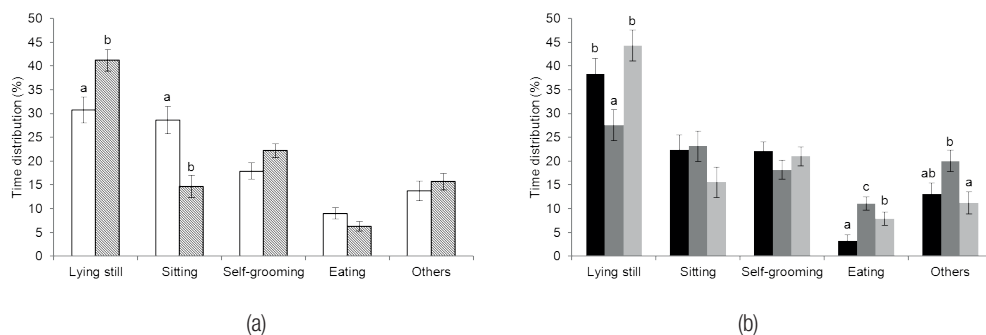 50
45
40
35
30
25
20
15
10
5
0
Time distribution (%)
a
b
a
b
Lying still
Sitting
Self-grooming
Eating
Others
(a)
50
45
40
35
30
25
20
15
10
5
0
Time distribution (%)
b
a
b
a
c
b
ab
b
a
Lying still
Sitting
Self-grooming
Eating
Others
(b)